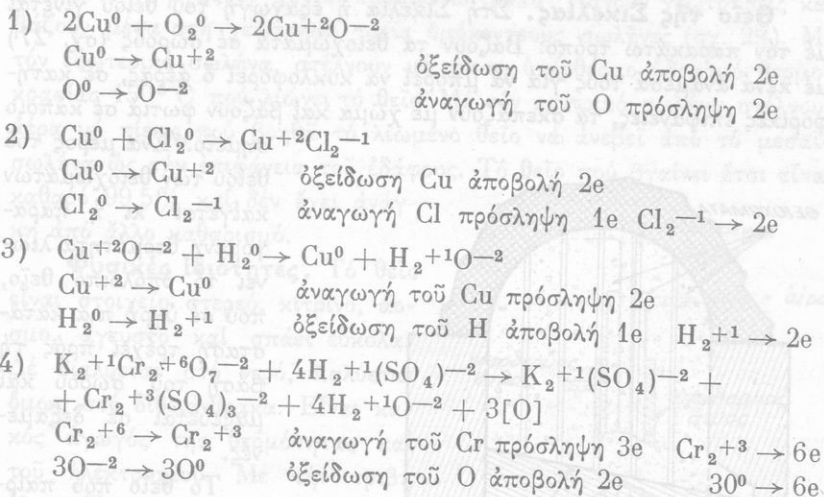 1) 2Cu⁰ + O₂⁰ → 2Cu⁺²O⁻²
Cu⁰ → Cu⁺² ὀξείδωση τοῦ Cu ἀποβολή 2e
O⁰ → O⁻² ἀναγωγή τοῦ O πρόσληψη 2e
2) Cu⁰ + Cl₂⁰ → Cu⁺²Cl₂⁻¹
Cu⁰ → Cu⁺² ὀξείδωση Cu ἀποβολή 2e
Cl₂⁰ → Cl₂⁻¹ ἀναγωγή Cl πρόσληψη 1e Cl₂⁻¹ → 2e
3) Cu⁺²O⁻² + H₂⁰ → Cu⁰ + H₂⁺¹O⁻²
Cu⁺² → Cu⁰ ἀναγωγή τοῦ Cu πρόσληψη 2e
H₂⁰ → H₂⁺¹ ὀξείδωση τοῦ H ἀποβολή 1e H₂⁺¹ → 2e
4) K₂⁺¹Cr₂⁺⁶O₇⁻² + 4H₂⁺¹(SO₄)⁻² → K₂⁺¹(SO₄)⁻² +
+ Cr₂⁺³(SO₄)₃⁻² + 4H₂⁺¹O⁻² + 3[O]
Cr₂⁺⁶ → Cr₂⁺³ ἀναγωγή τοῦ Cr πρόσληψη 3e Cr₂⁺³ → 6e
3O⁻² → 3O⁰ ὀξείδωση τοῦ O ἀποβολή 2e 3O⁰ → 6e